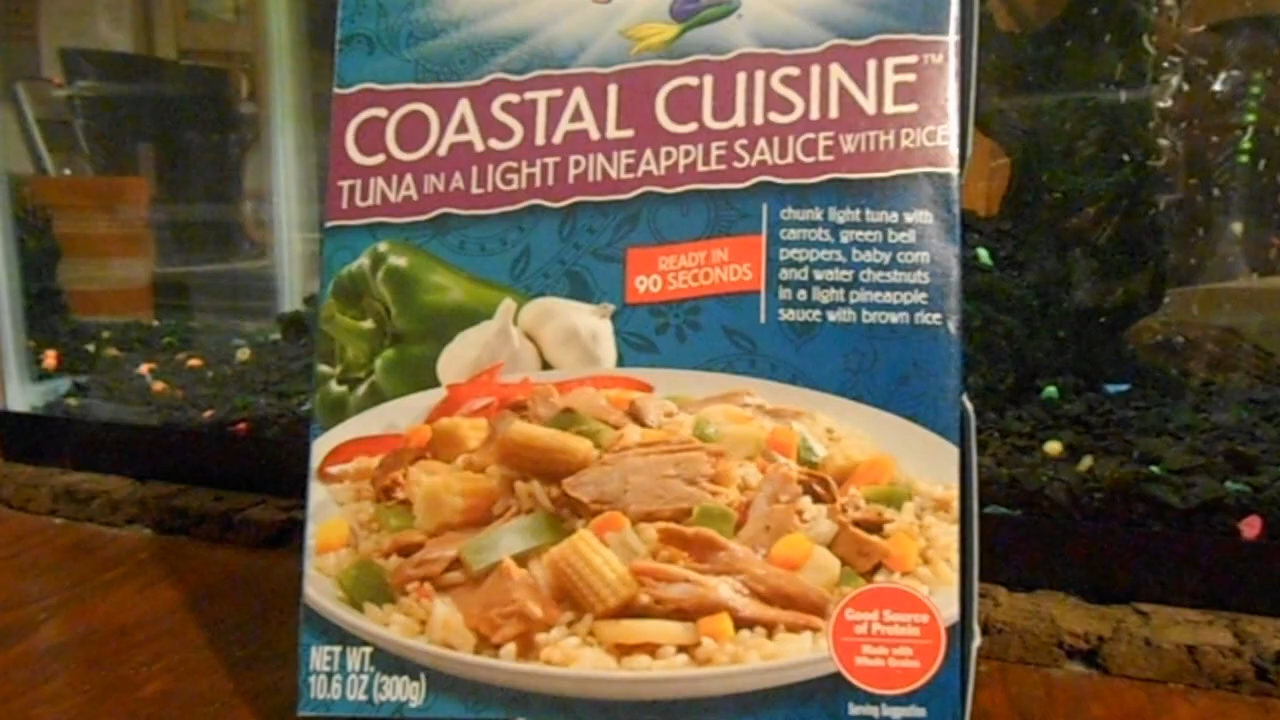 COASTAL CUISINE™
TUNA IN A LIGHT PINEAPPLE SAUCE WITH RICE
chunk light tuna with
carrots, green bell
peppers, baby corn
and water chestnuts
in a light pineapple
sauce with brown rice
READY IN
90 SECONDS
Good Source
of Protein
Made with
Whole Grains
NET WT.
10.6 OZ (300g)
Serving Suggestion